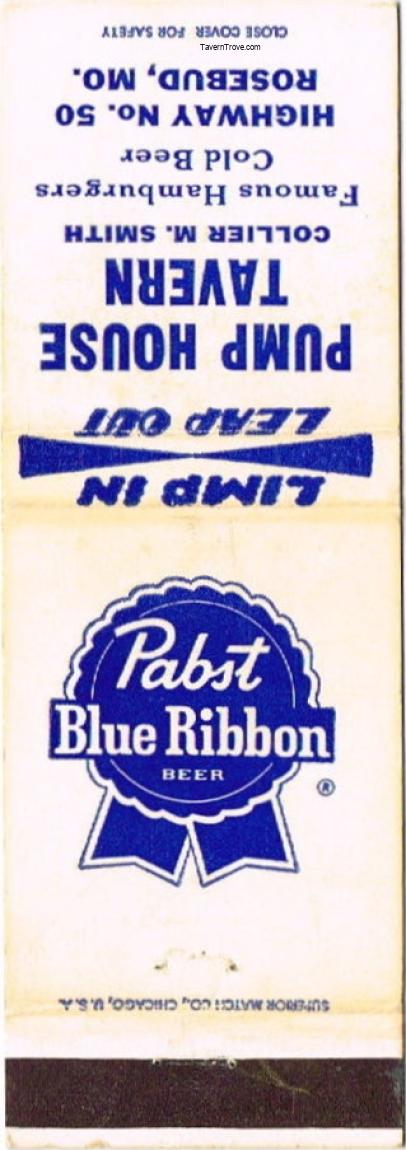 CLOSE COVER FOR SAFETY
TavernTrove.com
LIMP IN
LEAP OUT
PUMP HOUSE
TAVERN
COLLIER M. SMITH
Famous Hamburgers
Cold Beer
HIGHWAY No. 50
ROSEBUD, MO.
Pabst
Blue Ribbon
BEER
®
SUPERIOR MATCH CO., CHICAGO, U.S.A.